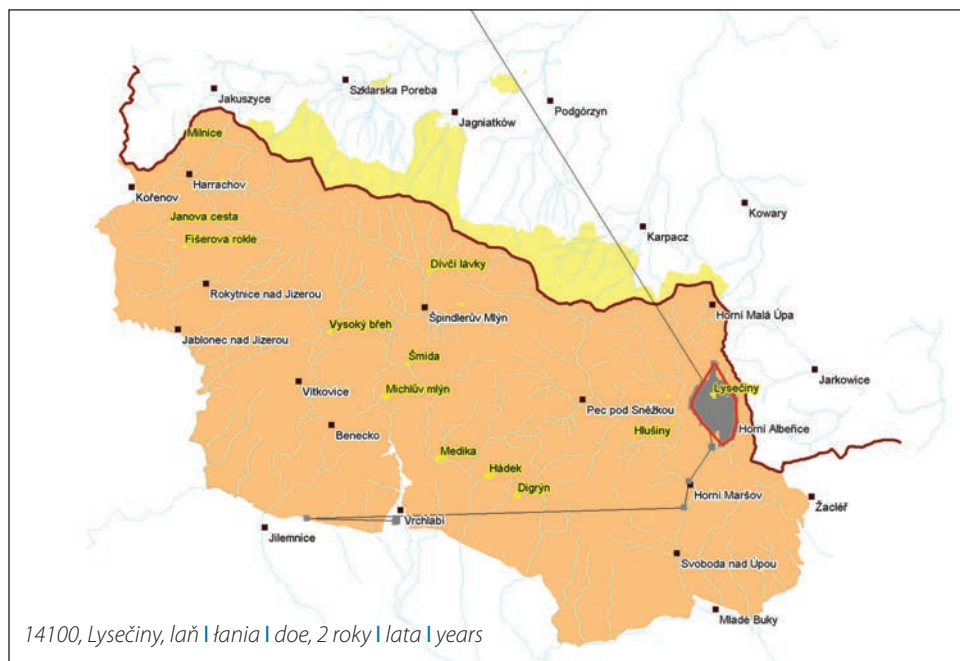 Szklarska Poreba
Jakuszyce
Podgórzyn
Jagniatków
Milnice
Harrachov
Kořenov
Kowary
Janova cesta
Karpacz
Fišerova rokle
Dívčí lávky
Rokytnice nad Jizerou
Horní Malá Úpa
Špindlerův Mlýn
Vysoký břeh
Jablonec nad Jizerou
Šmída
Jarkowice
Vítkovice
Lysečiny
Michlův mlýn
Pec pod Sněžkou
Benecko
Hlušiny
Horní Albeřice
Medika
Hádek
Digrýn
Horní Maršov
Žacléř
Vrchlabí
Jilemnice
Svoboda nad Úpou
Mladé Buky
14100, Lysečiny, laň | łania | doe, 2 roky | lata | years